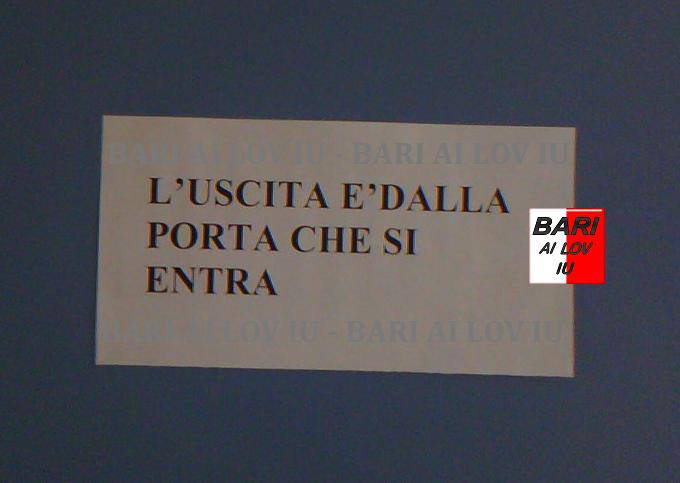 BARI AI LOV IU - BARI AI LOV IU
L'USCITA E'DALLA
PORTA CHE SI
ENTRA
BARI
AI LOV
IU
BARI AI LOV IU - BARI AI LOV IU